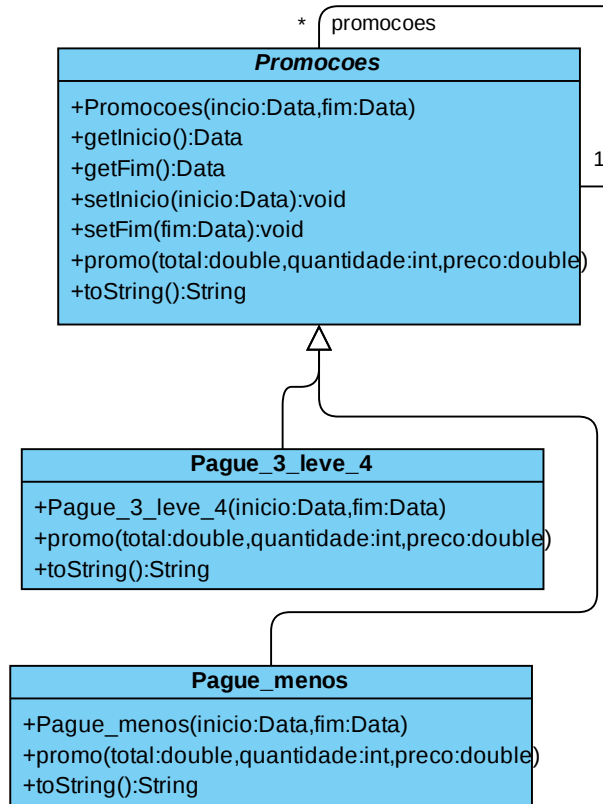 * promocoes
Promocoes
+Promocoes(incio:Data,fim:Data)
+getInicio():Data
+getFim():Data
1
+setInicio(inicio:Data):void
+setFim(fim:Data):void
+promo(total:double,quantidade:int,preco:double)
+toString():String
Pague_3_leve_4
+Pague_3_leve_4(inicio:Data,fim:Data)
+promo(total:double,quantidade:int,preco:double)
+toString():String
Pague_menos
+Pague_menos(inicio:Data,fim:Data)
+promo(total:double,quantidade:int,preco:double)
+toString():String